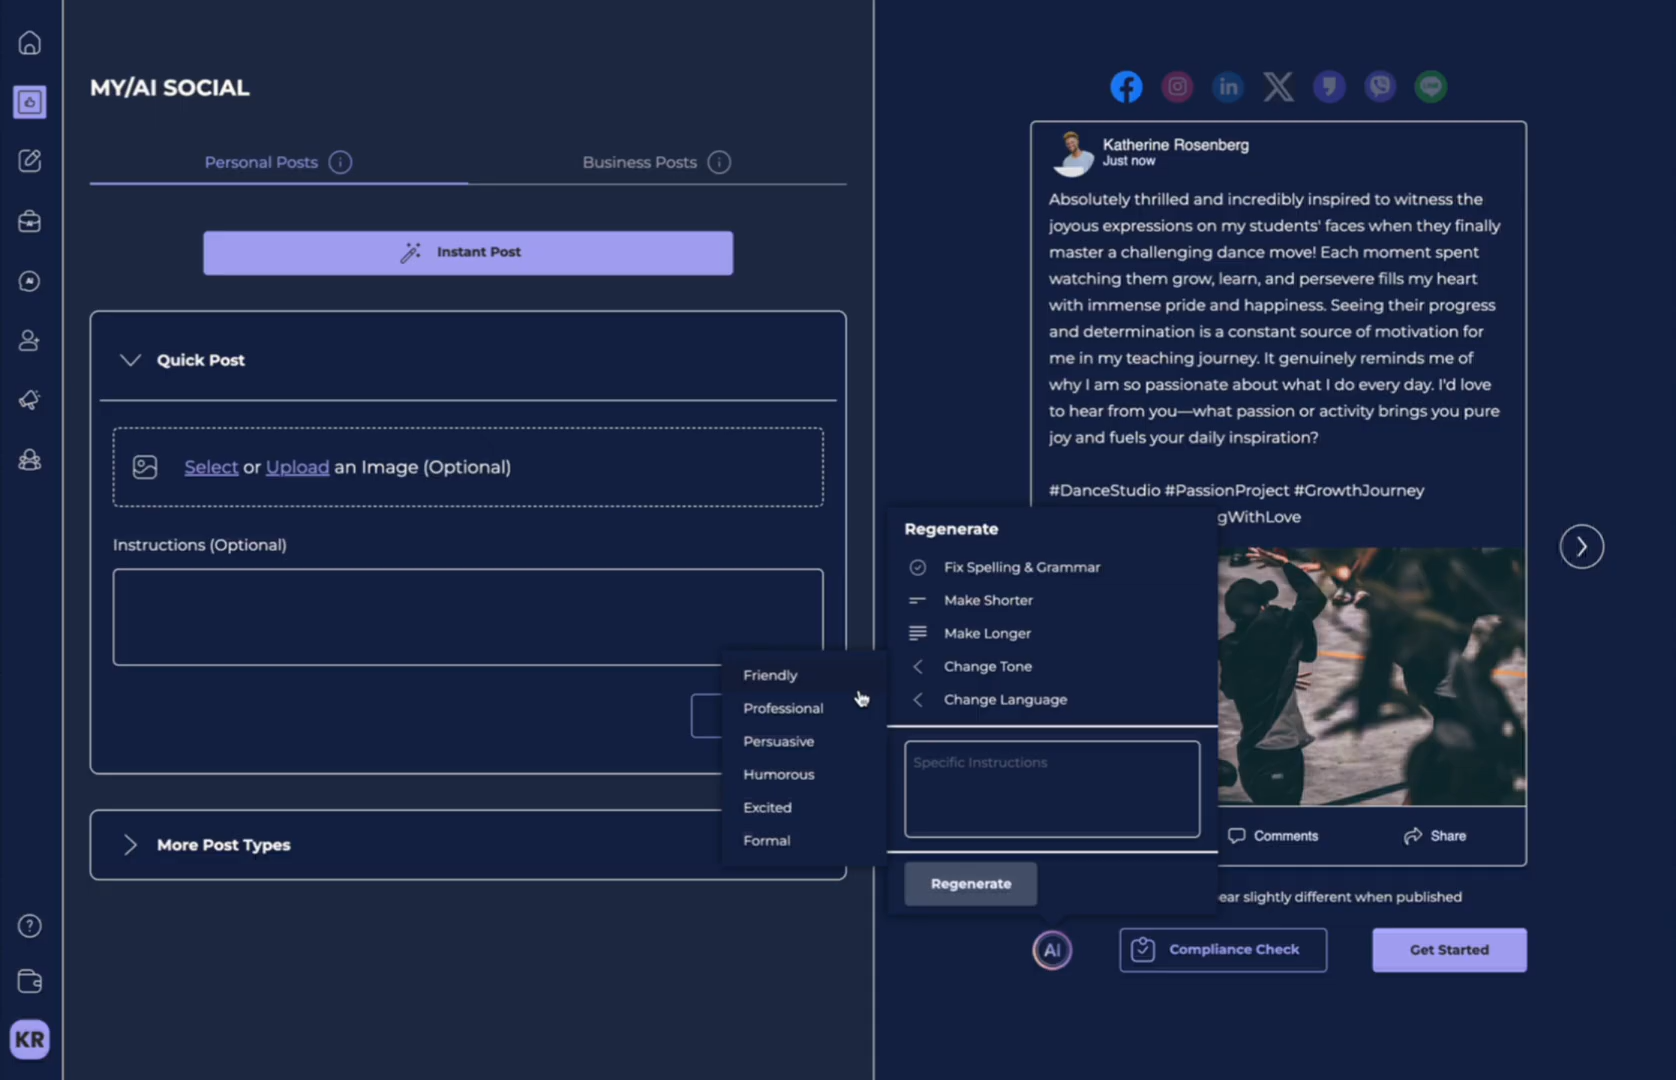 MY/AI SOCIAL
Personal Posts
Business Posts
Instant Post
Quick Post
Select or Upload an Image (Optional)
Instructions (Optional)
More Post Types
Friendly
Professional
Persuasive
Humorous
Excited
Formal
Regenerate
Fix Spelling & Grammar
Make Shorter
Make Longer
Change Tone
Change Language
Specific Instructions
Regenerate
Katherine Rosenberg
Just now
Absolutely thrilled and incredibly inspired to witness the
joyous expressions on my students' faces when they finally
master a challenging dance move! Each moment spent
watching them grow, learn, and persevere fills my heart
with immense pride and happiness. Seeing their progress
and determination is a constant source of motivation for
me in my teaching journey. It genuinely reminds me of
why I am so passionate about what I do every day. I'd love
to hear from you—what passion or activity brings you pure
joy and fuels your daily inspiration?
#DanceStudio #PassionProject #GrowthJourney
gWithLove
Comments
Share
ear slightly different when published
AI
Compliance Check
Get Started
KR